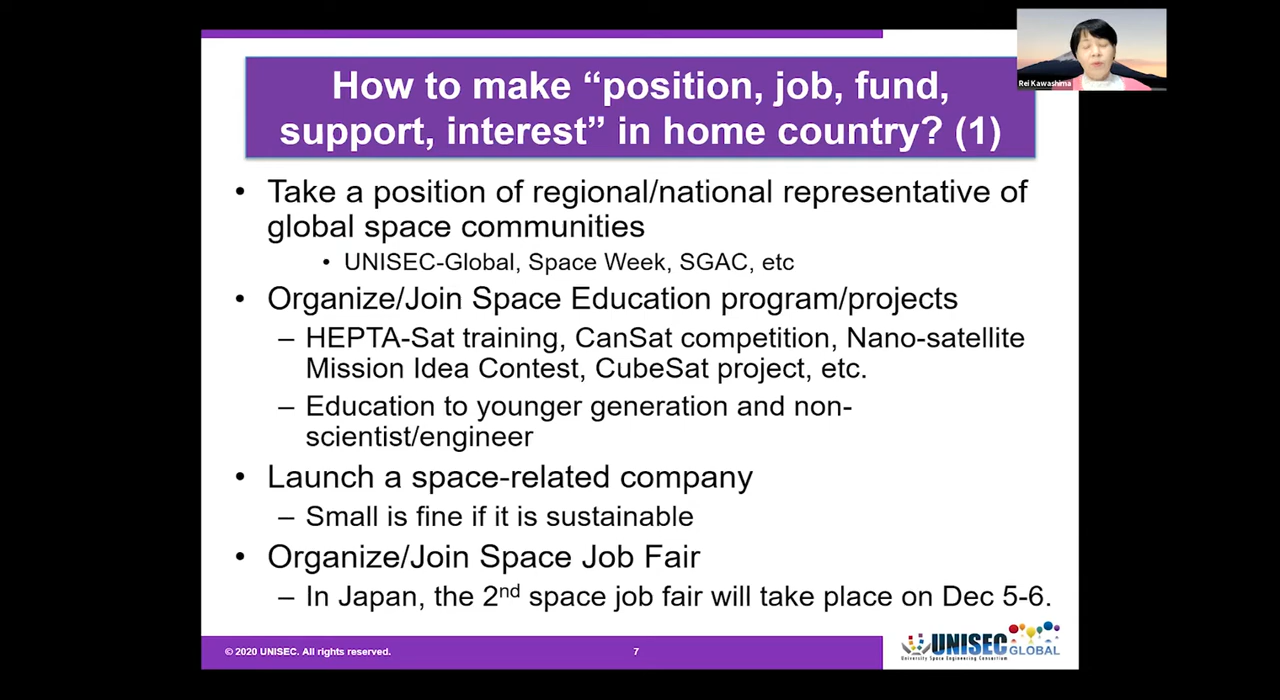 Rei Kawashima
How to make “position, job, fund,
support, interest” in home country? (1)
• Take a position of regional/national representative of
global space communities
• UNISEC-Global, Space Week, SGAC, etc
• Organize/Join Space Education program/projects
– HEPTA-Sat training, CanSat competition, Nano-satellite
Mission Idea Contest, CubeSat project, etc.
– Education to younger generation and non-
scientist/engineer
• Launch a space-related company
– Small is fine if it is sustainable
• Organize/Join Space Job Fair
– In Japan, the 2nd space job fair will take place on Dec 5-6.
© 2020 UNISEC. All rights reserved.
7
UNISEC GLOBAL
University Space Engineering Consortium